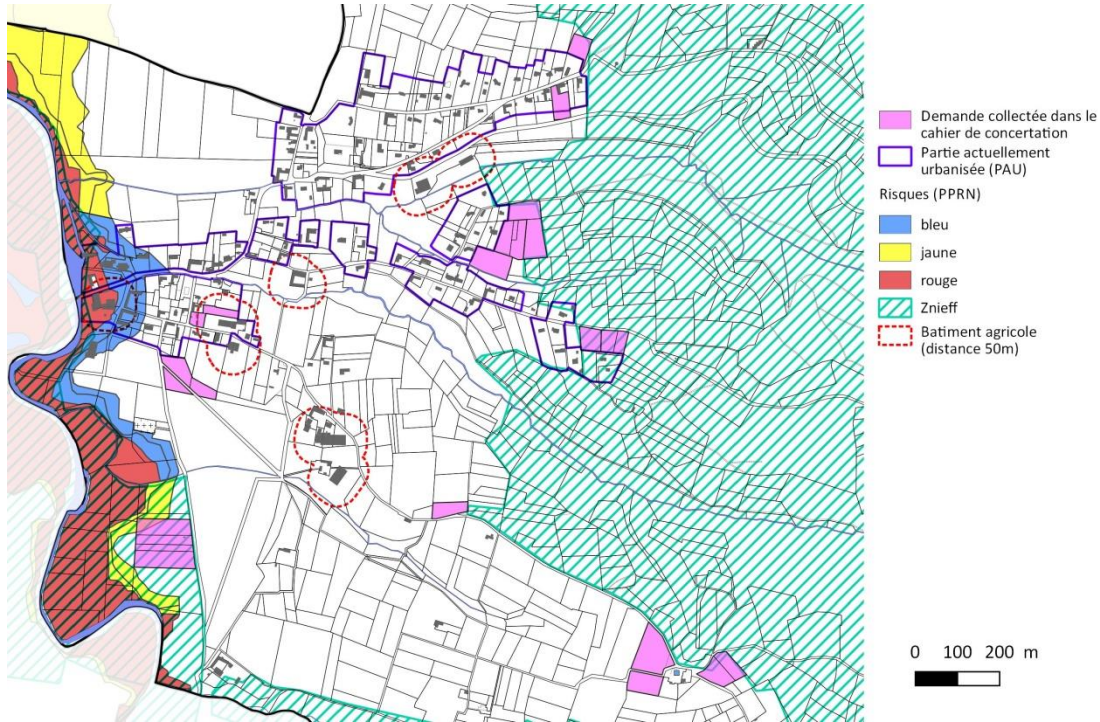 Demande collectée dans le
cahier de concertation
Partie actuellement
urbanisée (PAU)
Risques (PPRN)
bleu
jaune
rouge
Znieff
Batiment agricole
(distance 50m)
0 100 200 m